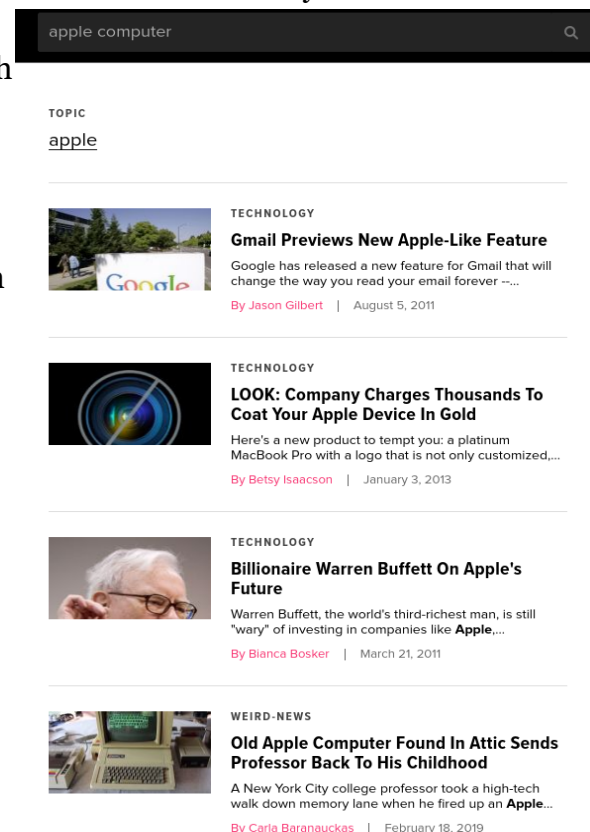 apple computer
h
TOPIC
apple
TECHNOLOGY
Gmail Previews New Apple-Like Feature
Google has released a new feature for Gmail that will
change the way you read your email forever --...
By Jason Gilbert | August 5, 2011
Google
TECHNOLOGY
LOOK: Company Charges Thousands To
Coat Your Apple Device In Gold
Here's a new product to tempt you: a platinum
MacBook Pro with a logo that is not only customized,...
By Betsy Isaacson | January 3, 2013
TECHNOLOGY
Billionaire Warren Buffett On Apple's
Future
Warren Buffett, the world's third-richest man, is still
"wary" of investing in companies like Apple,...
By Bianca Bosker | March 21, 2011
WEIRD-NEWS
Old Apple Computer Found In Attic Sends
Professor Back To His Childhood
A New York City college professor took a high-tech
walk down memory lane when he fired up an Apple...
By Carla Baranauckas | February 18, 2019